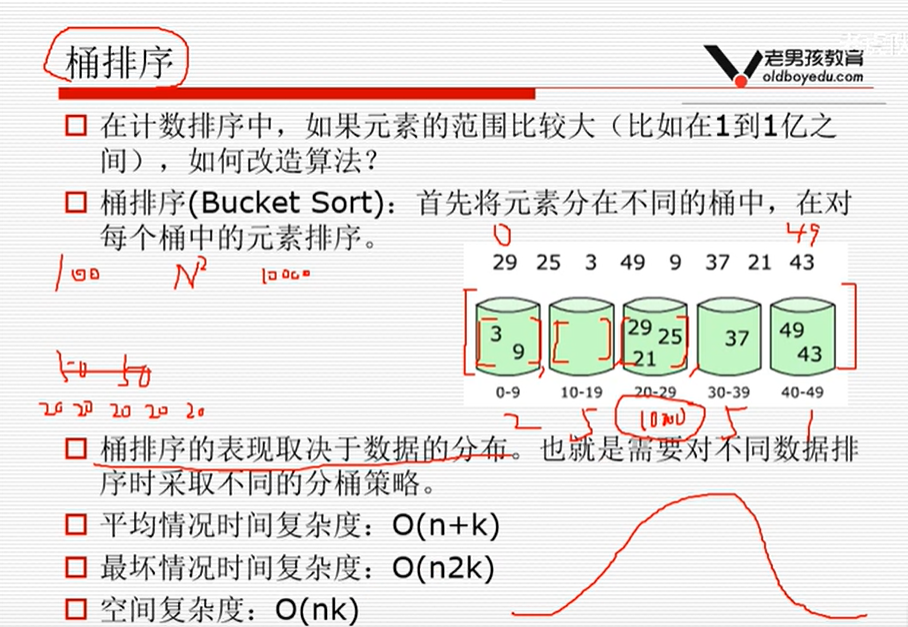 桶排序
老男孩教育
oldboyedu.com
在计数排序中，如果元素的范围比较大（比如在1到1亿之
间），如何改造算法？
桶排序(Bucket Sort)：首先将元素分在不同的桶中，在对
每个桶中的元素排序。
0 49
100 N² 10000
29 25 3 49 9 37 21 43
3 9
29 25 21
37
49 43
0-9 10-19 20-29 30-39 40-49
50 50
20 20 20 20 20
2 5 1000 5 1
桶排序的表现取决于数据的分布。也就是需要对不同数据排
序时采取不同的分桶策略。
平均情况时间复杂度：O(n+k)
最坏情况时间复杂度：O(n2k)
空间复杂度：O(nk)